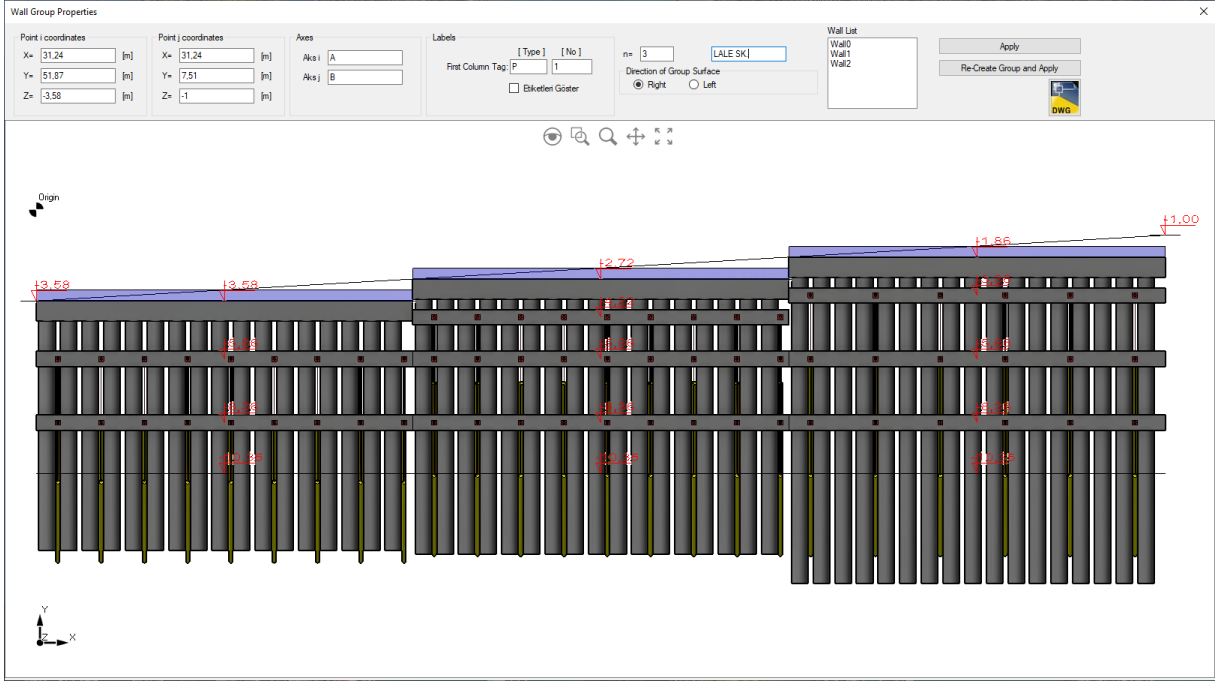 Wall Group Properties
Point i coordinates
X= 31,24 [m]
Y= 51,87 [m]
Z= -3,58 [m]
Point j coordinates
X= 31,24 [m]
Y= 7,51 [m]
Z= -1 [m]
Axes
Aks i A
Aks j B
Labels
[ Type ] [ No ]
First Column Tag: P 1
Etiketleri Göster
n= 3 LALE SK.
Direction of Group Surface
Right Left
Wall List
Wall0
Wall1
Wall2
Apply
Re-Create Group and Apply
DWG
Origin
-1,00
-1,86
-2,72
-3,58 -3,58
Y
Z X